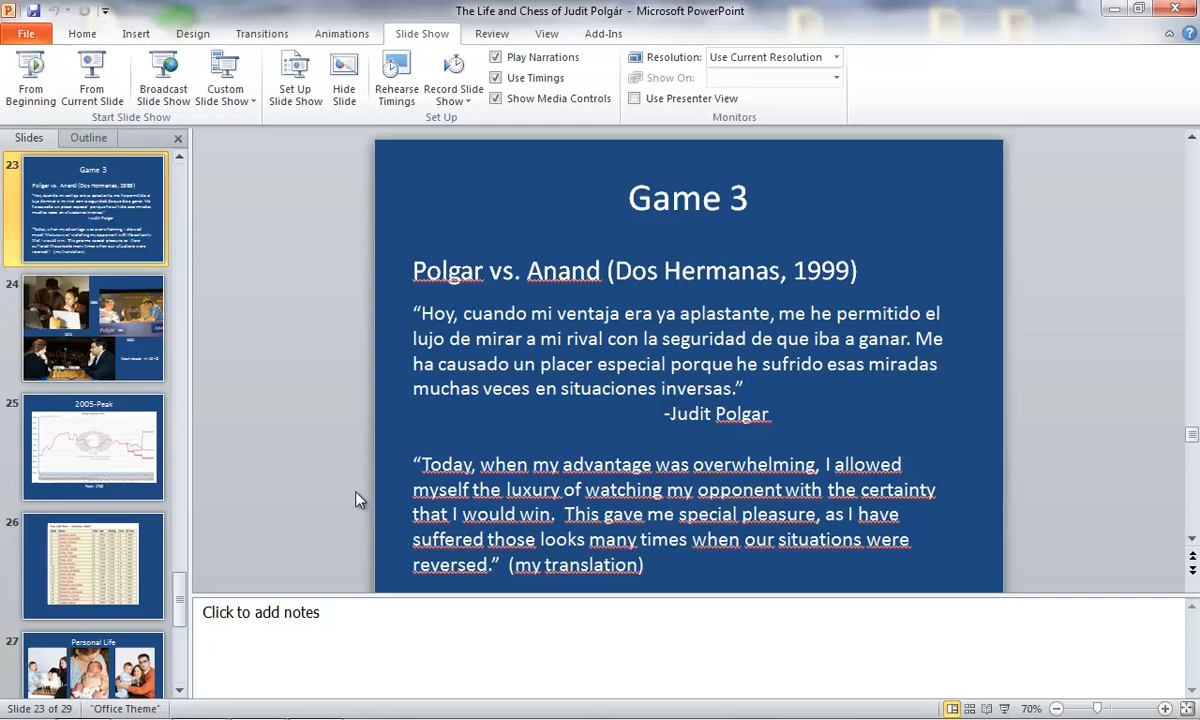 The Life and Chess of Judit Polgár - Microsoft PowerPoint
File Home Insert Design Transitions Animations Slide Show Review View Add-Ins
From Beginning
From Current Slide
Broadcast Slide Show
Custom Slide Show
Set Up Slide Show
Hide Slide
Rehearse Timings
Record Slide Show
Play Narrations
Use Timings
Show Media Controls
Resolution: Use Current Resolution
Show On:
Use Presenter View
Start Slide Show
Set Up
Monitors
Slides Outline
23
Game 3
Polgar vs. Anand (Dos Hermanas, 1999)
24
25
2005-Peak
26
27
Personal Life
Game 3
Polgar vs. Anand (Dos Hermanas, 1999)
“Hoy, cuando mi ventaja era ya aplastante, me he permitido el
lujo de mirar a mi rival con la seguridad de que iba a ganar. Me
ha causado un placer especial porque he sufrido esas miradas
muchas veces en situaciones inversas.”
-Judit Polgar
“Today, when my advantage was overwhelming, I allowed
myself the luxury of watching my opponent with the certainty
that I would win. This gave me special pleasure, as I have
suffered those looks many times when our situations were
reversed.” (my translation)
Click to add notes
Slide 23 of 29
"Office Theme"
70%